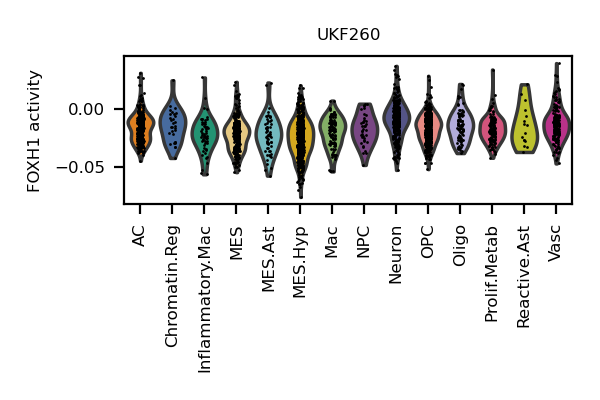 UKF260
FOXH1 activity
0.00
−0.05
AC
Chromatin.Reg
Inflammatory.Mac
MES
MES.Ast
MES.Hyp
Mac
NPC
Neuron
OPC
Oligo
Prolif.Metab
Reactive.Ast
Vasc